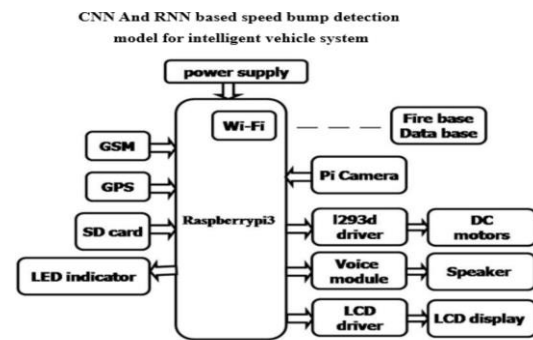 CNN And RNN based speed bump detection
model for intelligent vehicle system
power supply
Wi-Fi
Fire base
Data base
GSM
GPS
SD card
LED indicator
Raspberrypi3
Pi Camera
l293d driver
DC
motors
Voice
module
Speaker
LCD
driver
LCD display